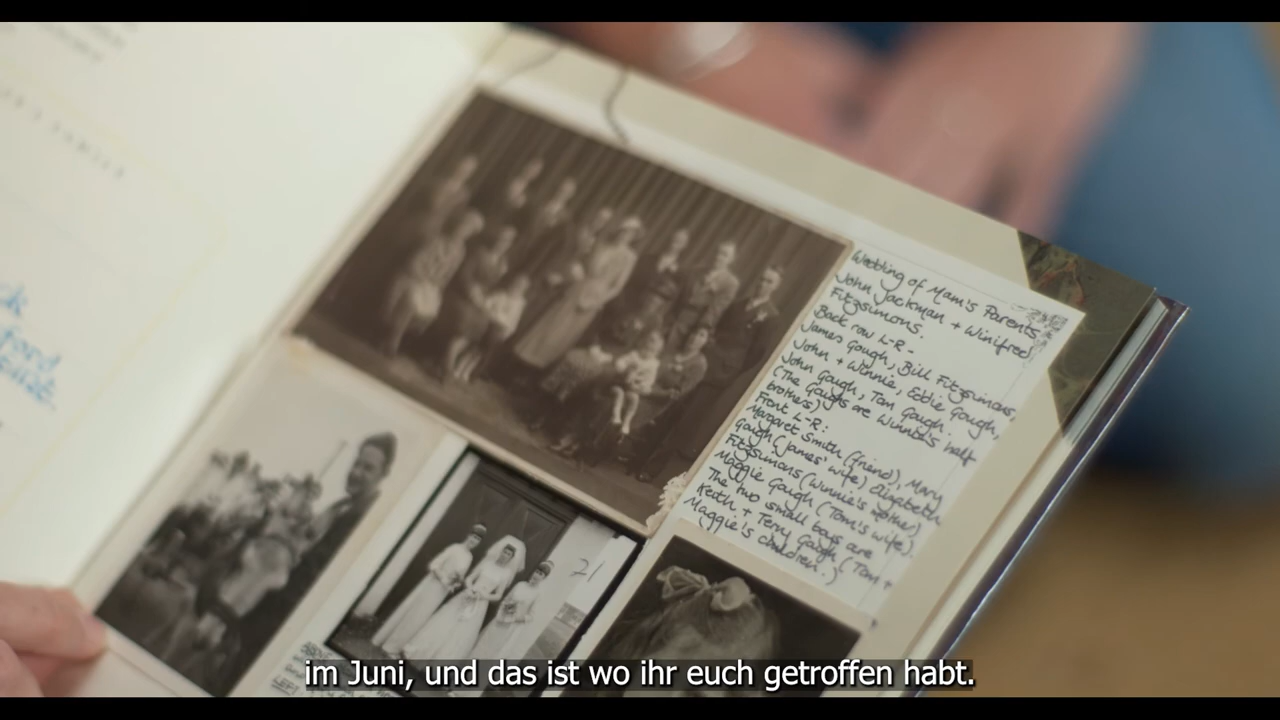 Wedding of Mam's Parents
John Jackman + Winifred
Fitzsimons.
Back row L-R-
James Gough, Bill Fitzsimons,
John + Winnie, Eddie Gough,
John Gough, Tom Gough.
(The Goughs are Winnie's half
brothers)
Front L-R:
Margaret Smith (friend), Mary
Gough (James' wife) Elizabeth
Fitzsimons (Winnie's mother)
Maggie Gough (Tom's wife).
The two small boys are
Keith + Terry Gough (Tom +
Maggie's children.)
21
im Juni, und das ist wo ihr euch getroffen habt.